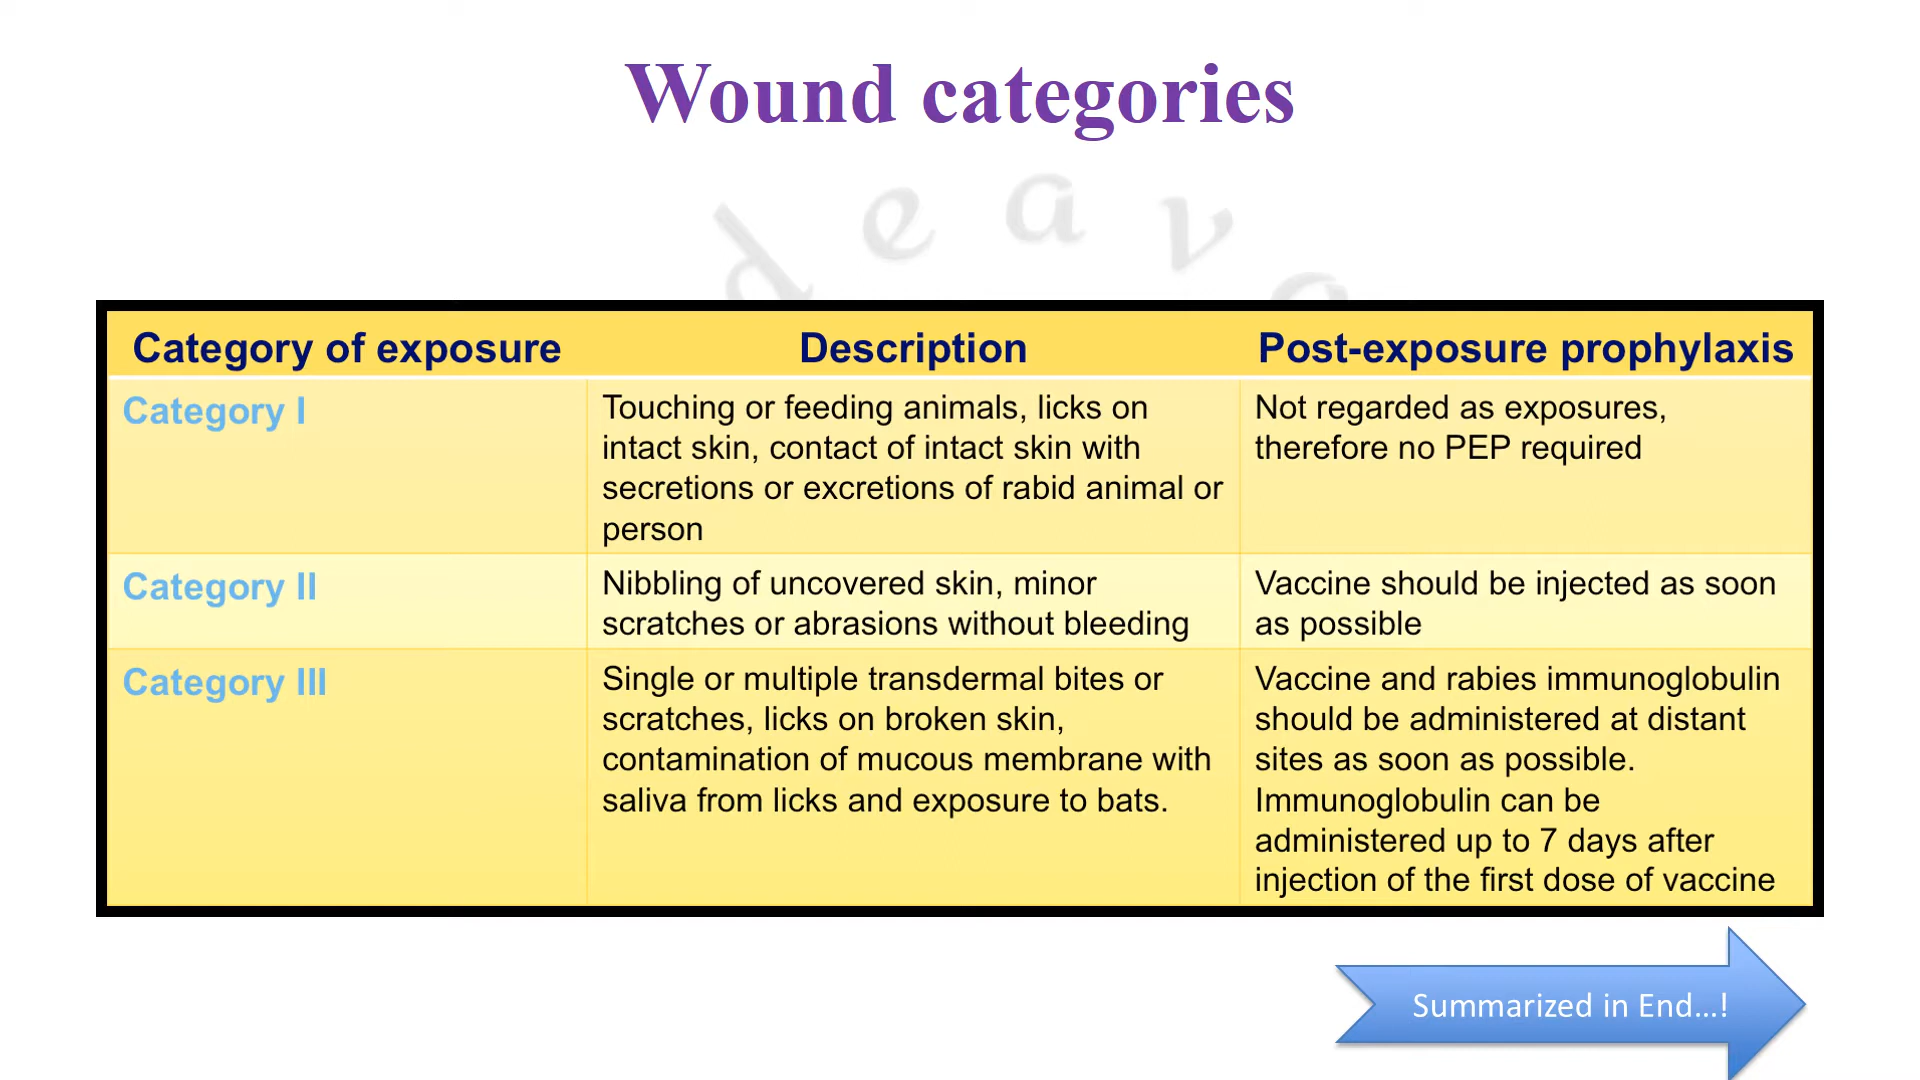 Wound categories
d e a v o
Category of exposure
Description
Post-exposure prophylaxis
Category I
Touching or feeding animals, licks on
intact skin, contact of intact skin with
secretions or excretions of rabid animal or
person
Not regarded as exposures,
therefore no PEP required
Category II
Nibbling of uncovered skin, minor
scratches or abrasions without bleeding
Vaccine should be injected as soon
as possible
Category III
Single or multiple transdermal bites or
scratches, licks on broken skin,
contamination of mucous membrane with
saliva from licks and exposure to bats.
Vaccine and rabies immunoglobulin
should be administered at distant
sites as soon as possible.
Immunoglobulin can be
administered up to 7 days after
injection of the first dose of vaccine
Summarized in End...!